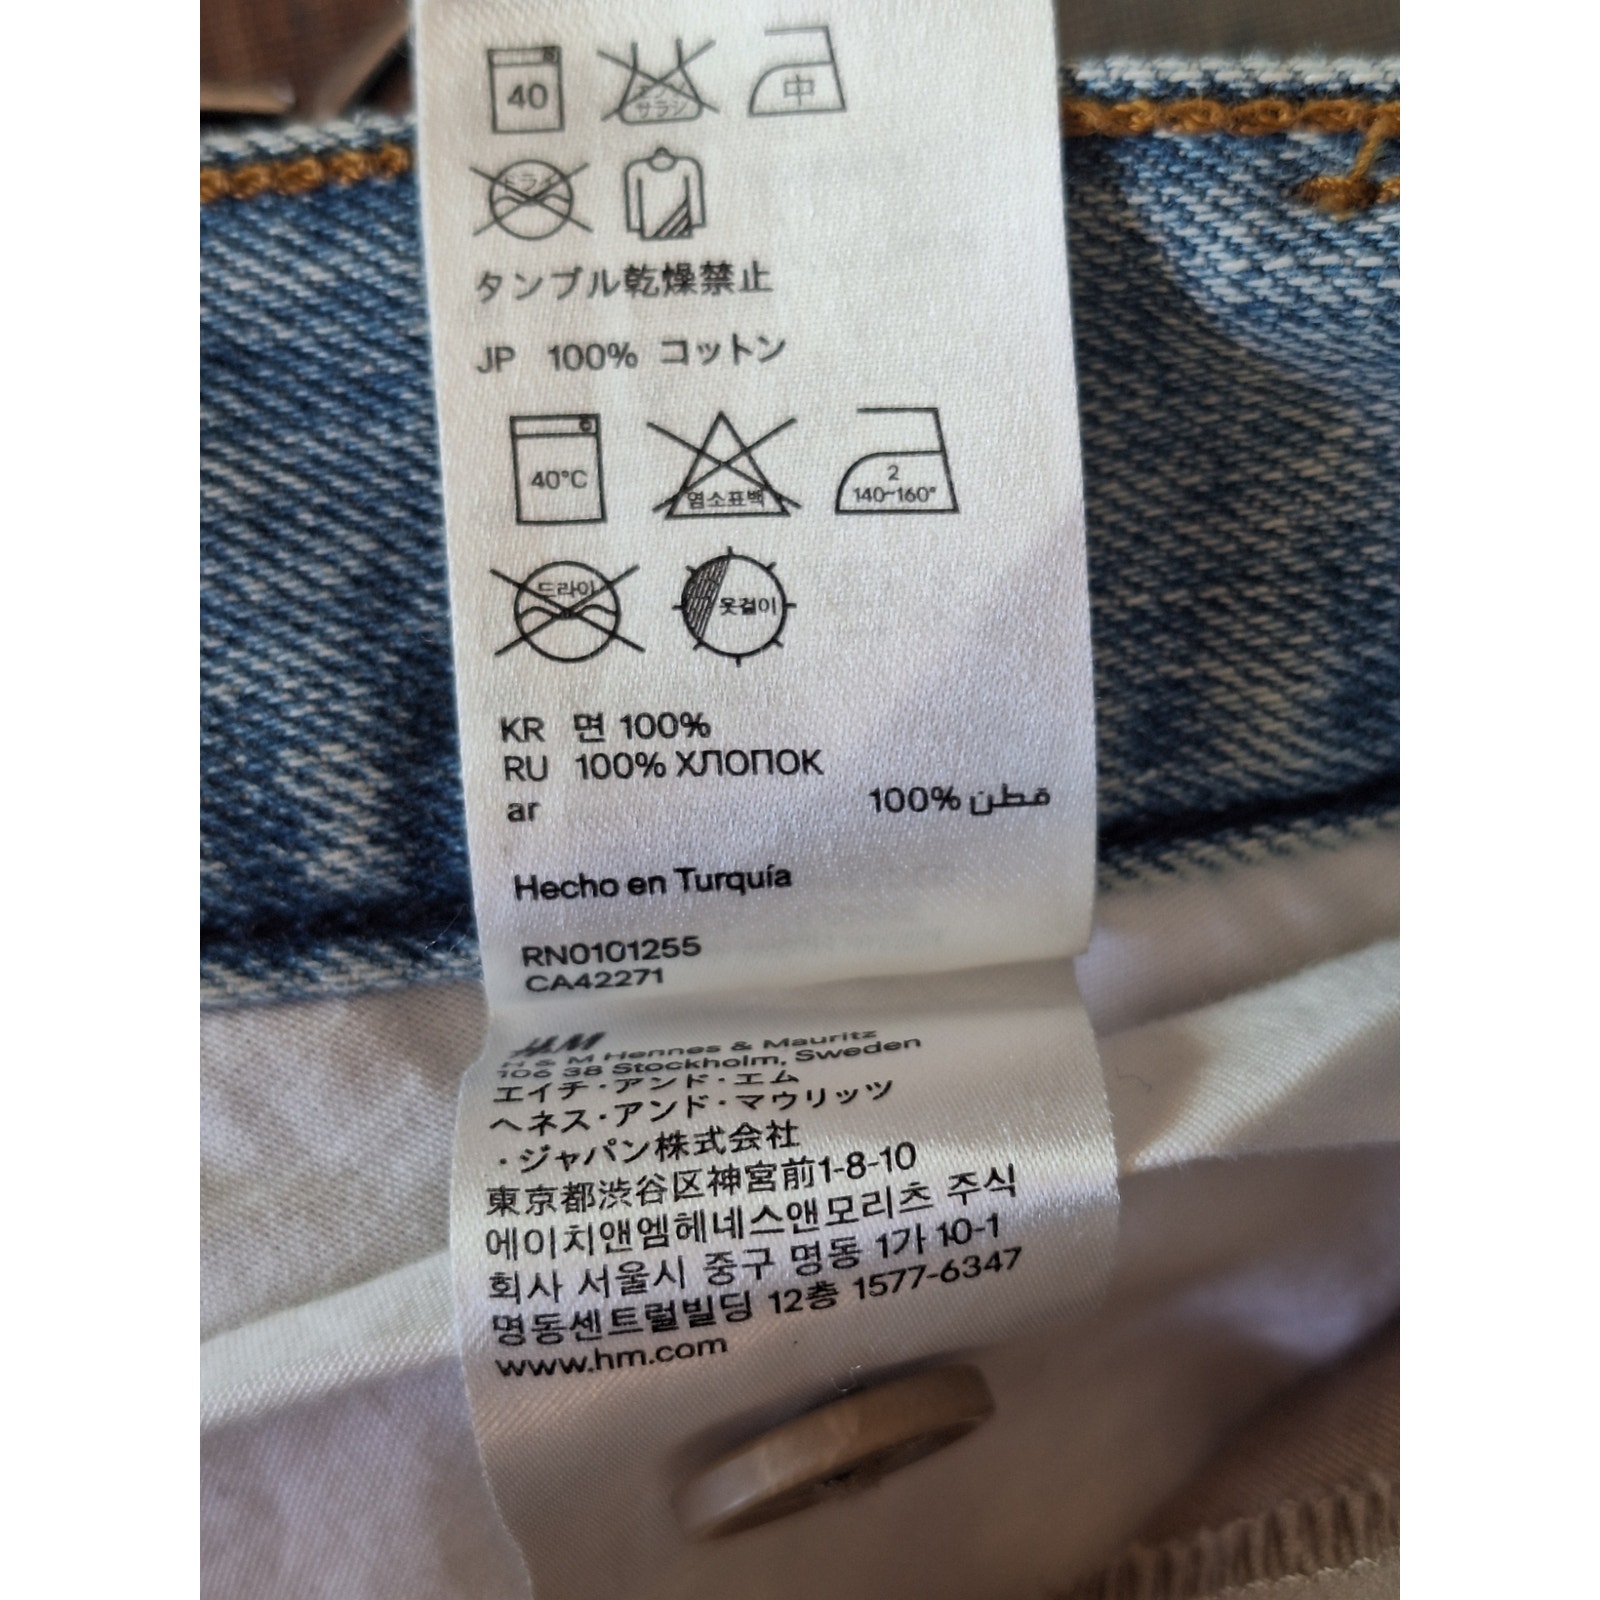 40
サラシ
中
ドライ
タンブル乾燥禁止
JP 100% コットン
40°C
염소표백
2
140~160°
드라이
옷걸이
KR 면 100%
RU 100% ХЛОПОК
ar 100% قطن
Hecho en Turquía
RN0101255
CA42271
H&M
H & M Hennes & Mauritz
106 38 Stockholm, Sweden
エイチ・アンド・エム
ヘネス・アンド・マウリッツ
・ジャパン株式会社
東京都渋谷区神宮前1-8-10
에이치앤엠헤네스앤모리츠 주식
회사 서울시 중구 명동 1가 10-1
명동센트럴빌딩 12층 1577-6347
www.hm.com